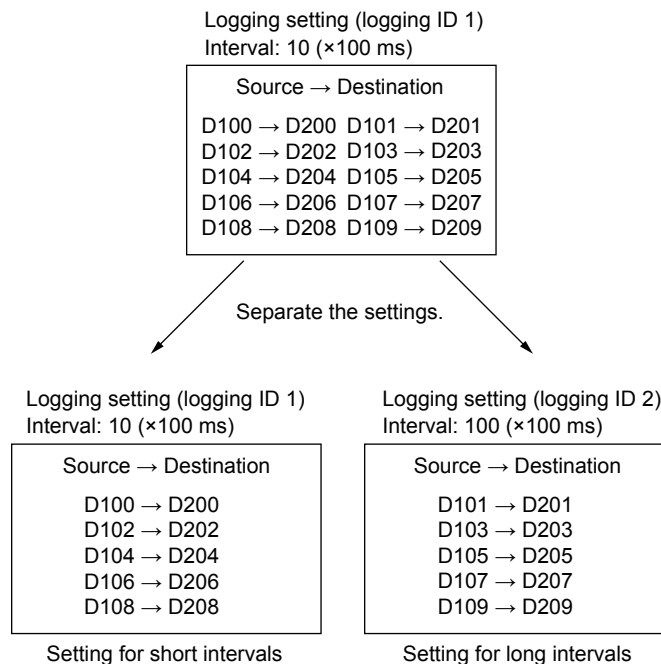 Logging setting (logging ID 1)
Interval: 10 (×100 ms)
Source → Destination
D100 → D200 D101 → D201
D102 → D202 D103 → D203
D104 → D204 D105 → D205
D106 → D206 D107 → D207
D108 → D208 D109 → D209
Separate the settings.
Logging setting (logging ID 1)
Interval: 10 (×100 ms)
Source → Destination
D100 → D200
D102 → D202
D104 → D204
D106 → D206
D108 → D208
Setting for short intervals
Logging setting (logging ID 2)
Interval: 100 (×100 ms)
Source → Destination
D101 → D201
D103 → D203
D105 → D205
D107 → D207
D109 → D209
Setting for long intervals